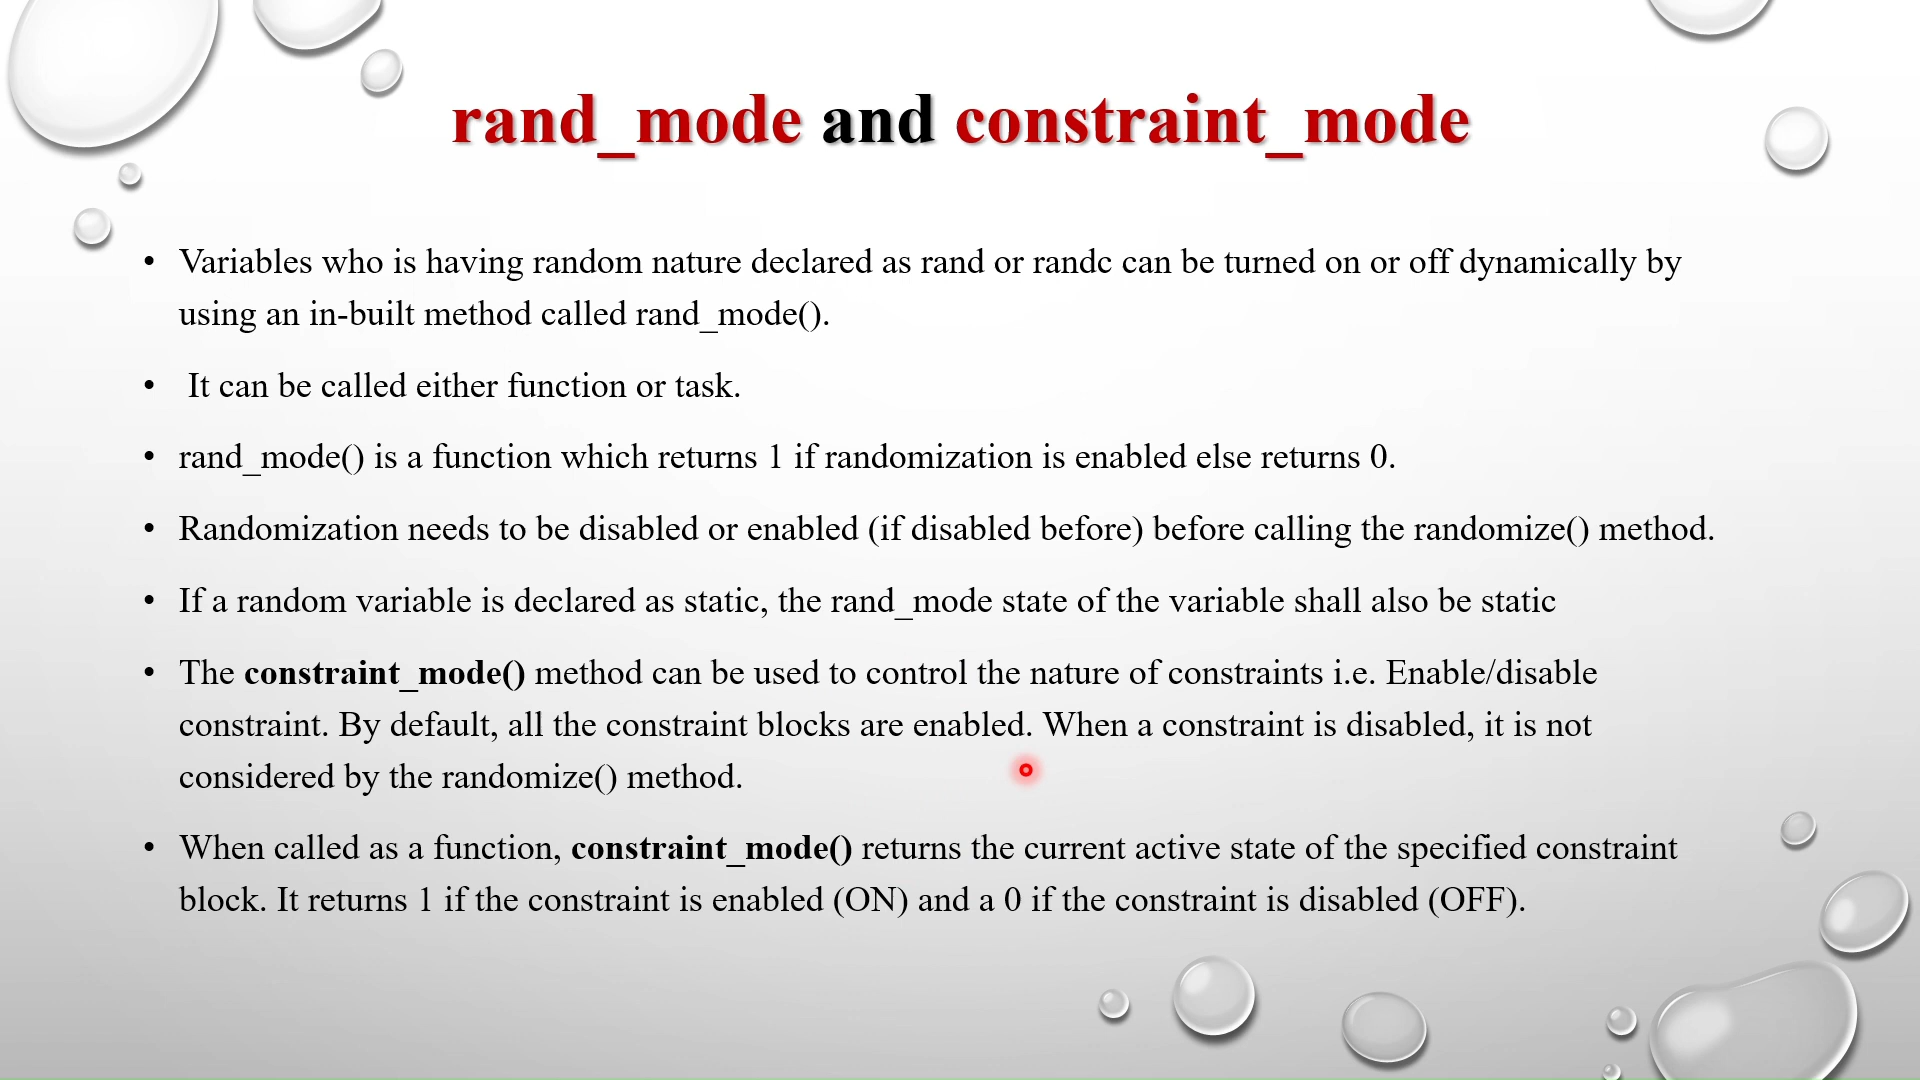 rand_mode and constraint_mode
• Variables who is having random nature declared as rand or randc can be turned on or off dynamically by
using an in-built method called rand_mode().
• It can be called either function or task.
• rand_mode() is a function which returns 1 if randomization is enabled else returns 0.
• Randomization needs to be disabled or enabled (if disabled before) before calling the randomize() method.
• If a random variable is declared as static, the rand_mode state of the variable shall also be static
• The constraint_mode() method can be used to control the nature of constraints i.e. Enable/disable
constraint. By default, all the constraint blocks are enabled. When a constraint is disabled, it is not
considered by the randomize() method.
• When called as a function, constraint_mode() returns the current active state of the specified constraint
block. It returns 1 if the constraint is enabled (ON) and a 0 if the constraint is disabled (OFF).